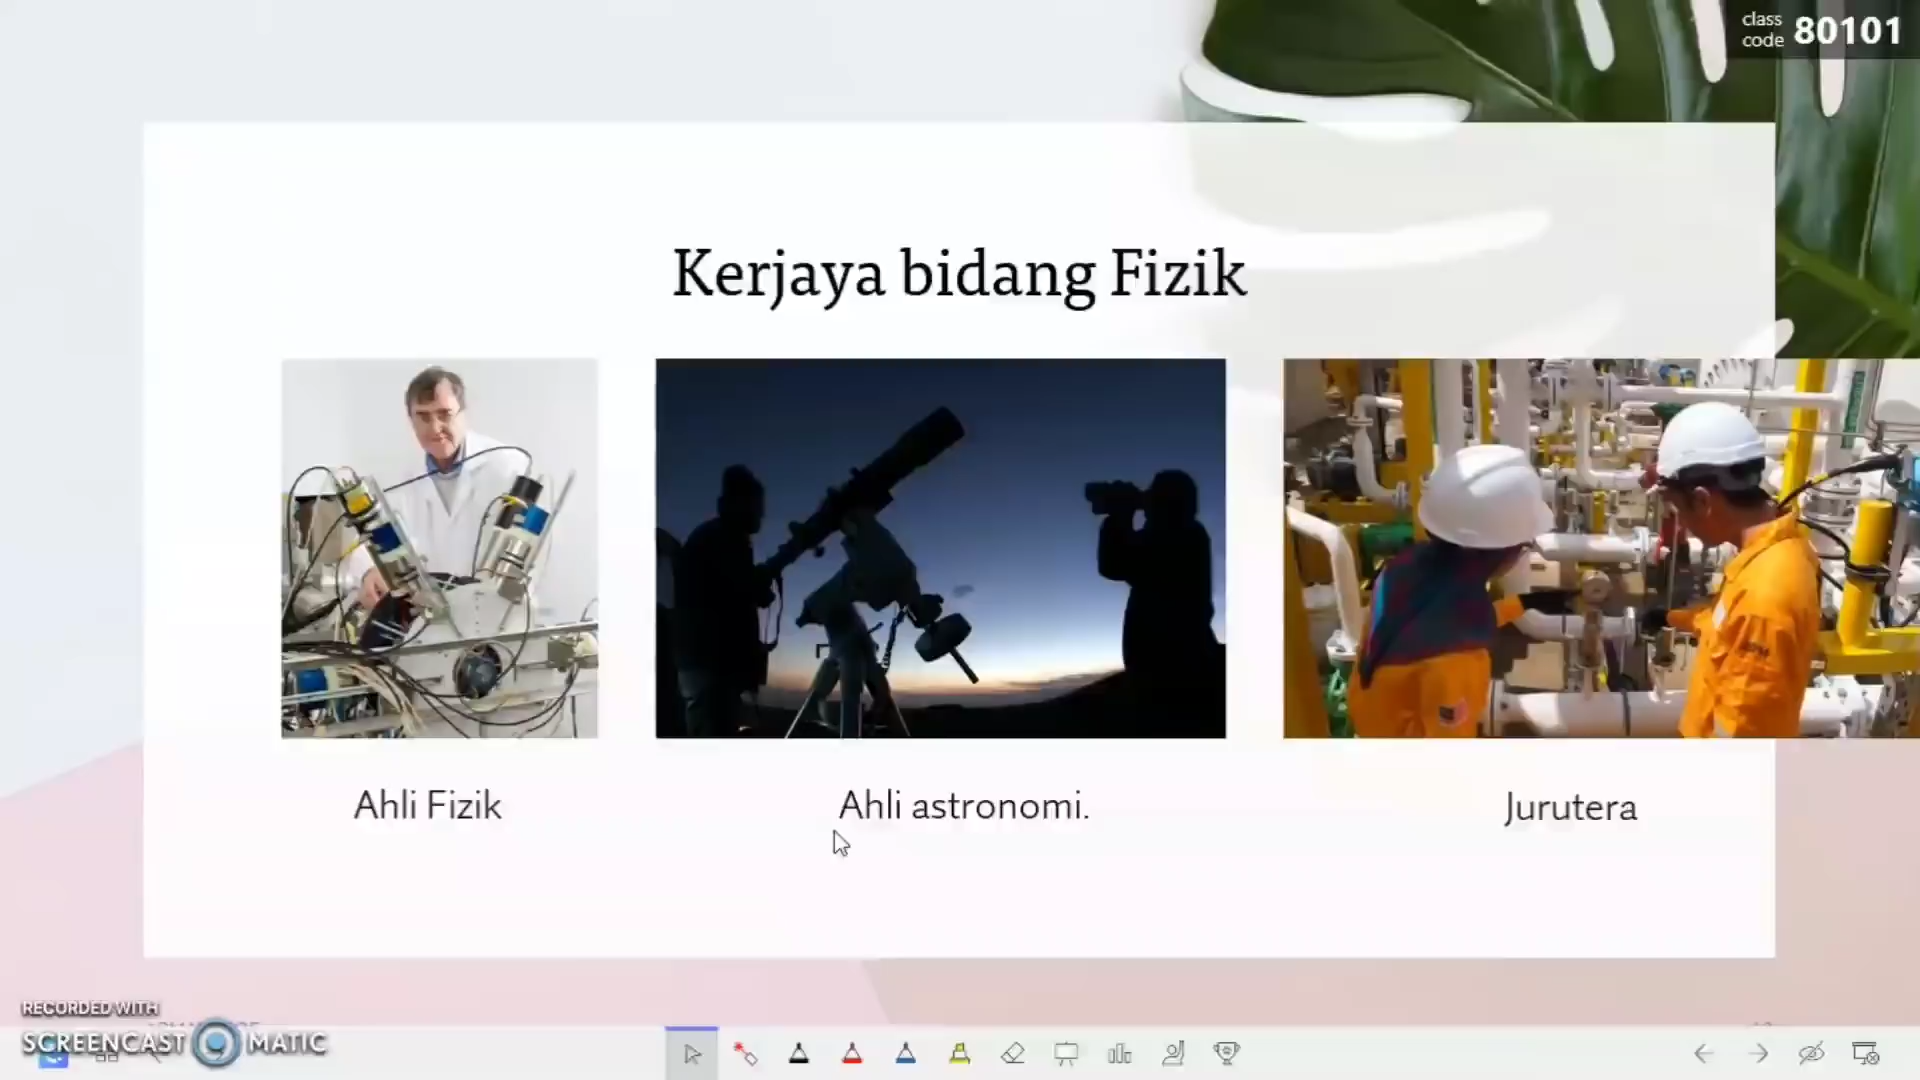 class
code 80101
Kerjaya bidang Fizik
Ahli Fizik
Ahli astronomi.
Jurutera
RECORDED WITH
SCREENCAST MATIC